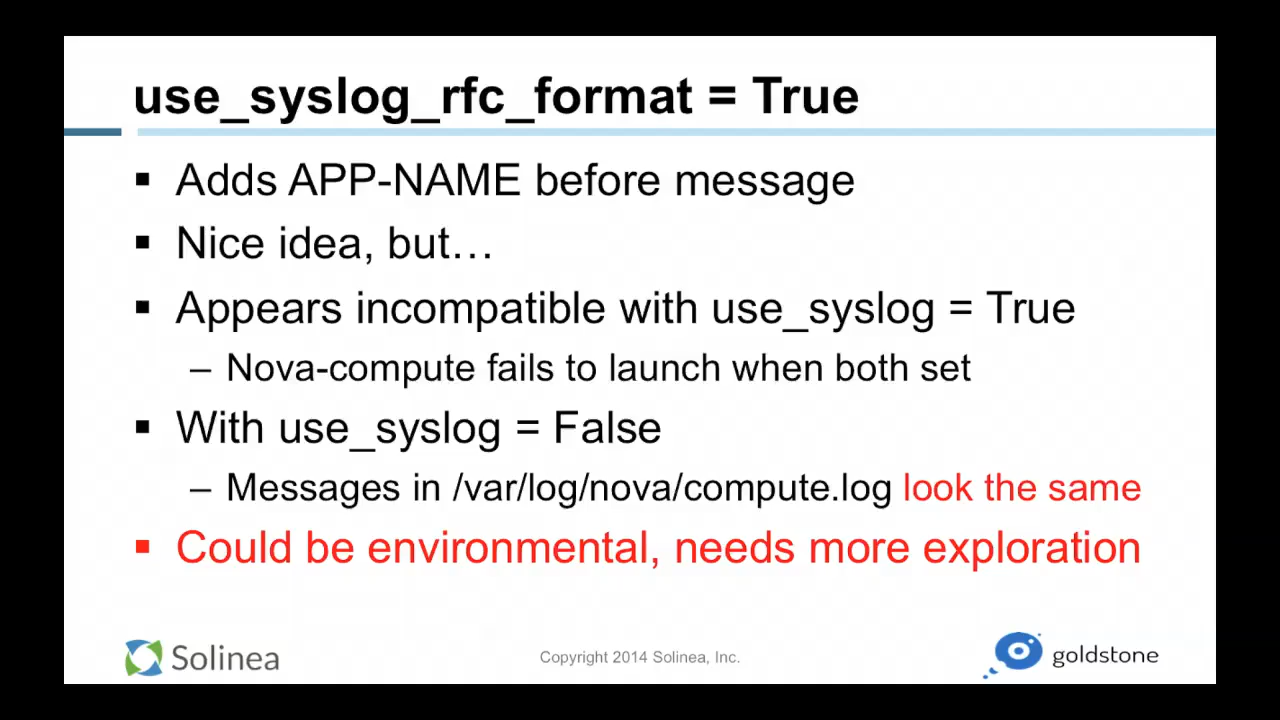 use_syslog_rfc_format = True
▪ Adds APP-NAME before message
▪ Nice idea, but…
▪ Appears incompatible with use_syslog = True
– Nova-compute fails to launch when both set
▪ With use_syslog = False
– Messages in /var/log/nova/compute.log look the same
▪ Could be environmental, needs more exploration
Solinea
Copyright 2014 Solinea, Inc.
goldstone